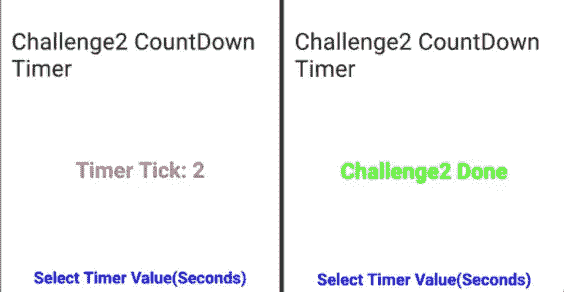 Challenge2 CountDown
Timer
Timer Tick: 2
Select Timer Value(Seconds)
Challenge2 CountDown
Timer
Challenge2 Done
Select Timer Value(Seconds)